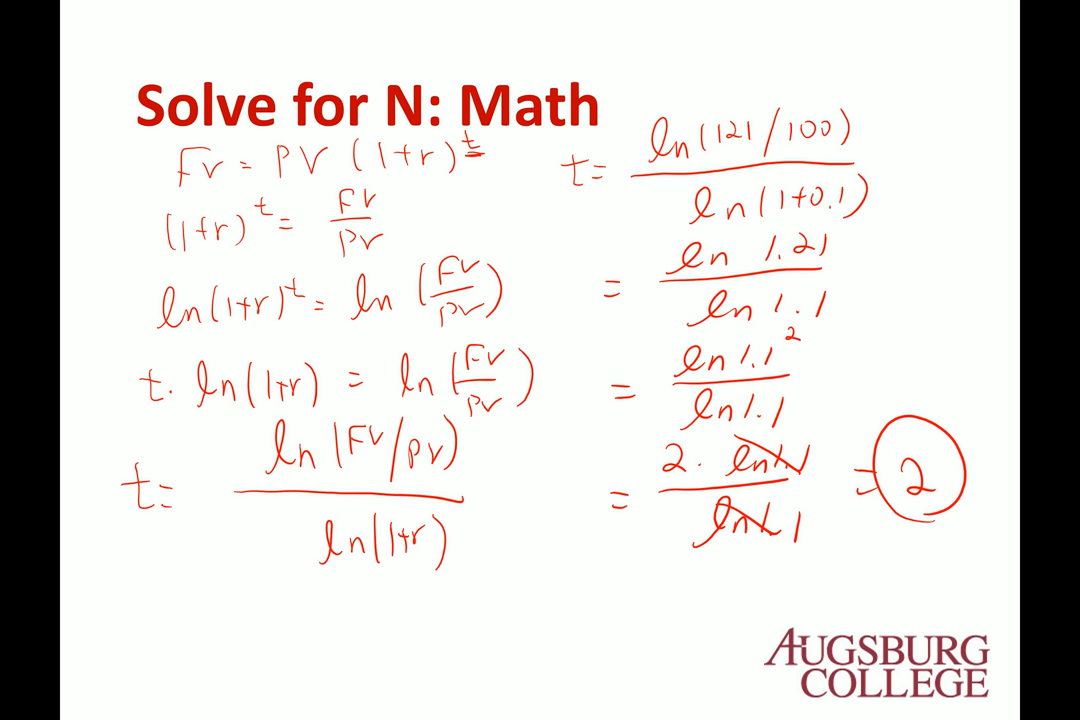 Solve for N: Math
FV = PV (1+r)^t
(1+r)^t = FV/PV
ln(1+r)^t = ln (FV/PV)
t. ln(1+r) = ln(FV/PV)
t = ln(FV/PV) / ln(1+r)
t = ln(121/100) / ln(1+0.1)
= ln 1.21 / ln 1.1
= ln 1.1^2 / ln 1.1
= 2. ln 1.1 / ln 1.1 = 2
AUGSBURG
COLLEGE